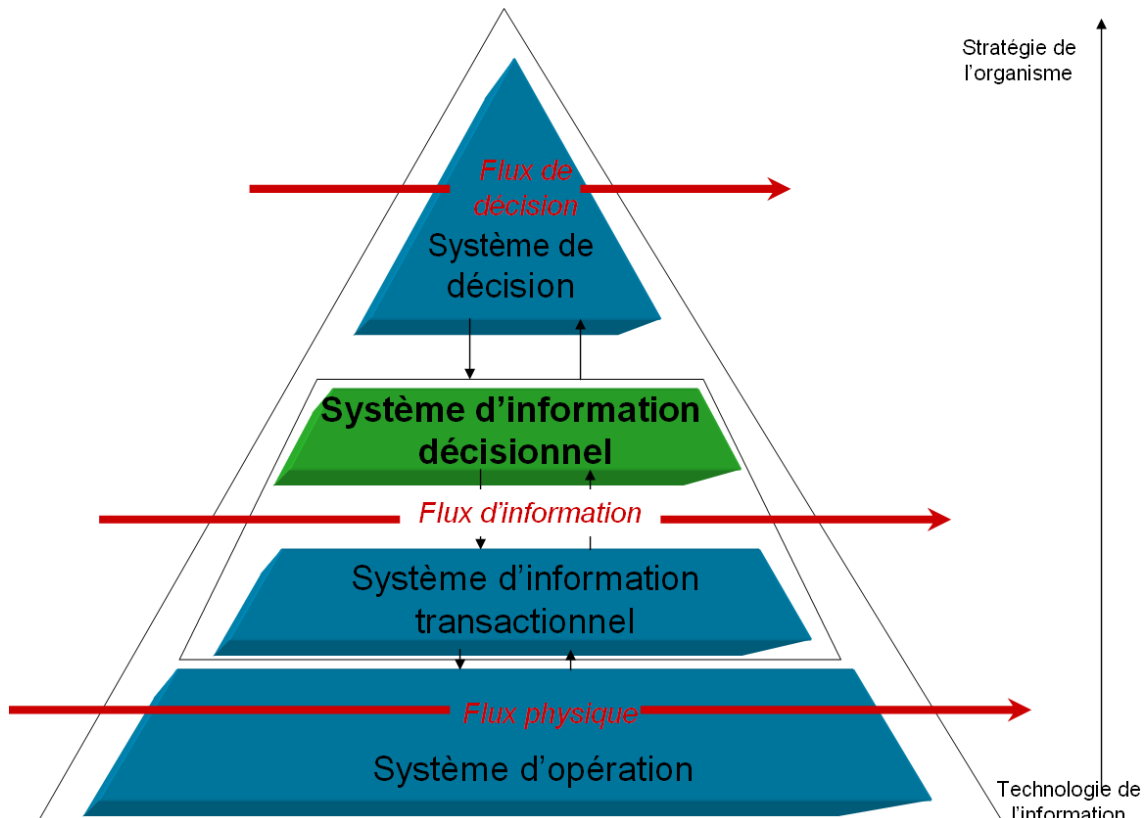 Stratégie de
l'organisme
Flux de
décision
Système de
décision
Système d'information
décisionnel
Flux d'information
Système d'information
transactionnel
Flux physique
Système d'opération
Technologie de
l'information